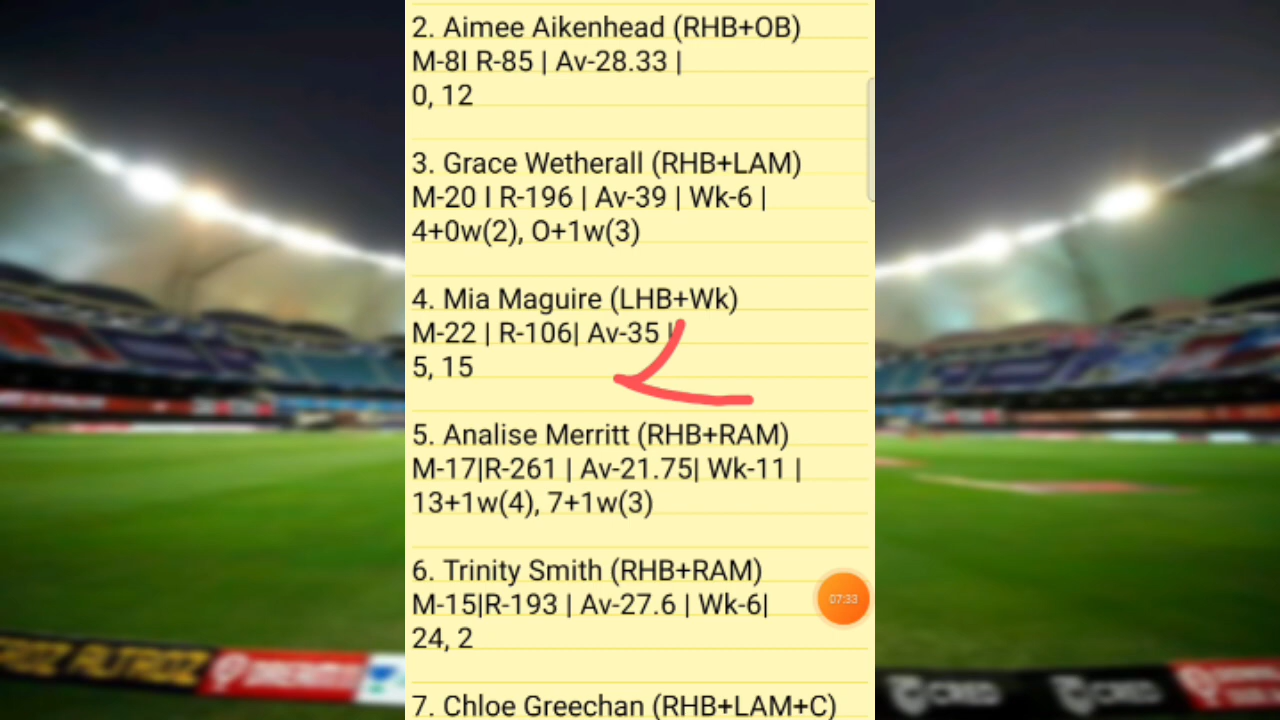 2. Aimee Aikenhead (RHB+OB)
M-8I R-85 | Av-28.33 |
0, 12
3. Grace Wetherall (RHB+LAM)
M-20 I R-196 | Av-39 | Wk-6 |
4+0w(2), O+1w(3)
4. Mia Maguire (LHB+Wk)
M-22 | R-106| Av-35 |
5, 15
5. Analise Merritt (RHB+RAM)
M-17|R-261 | Av-21.75| Wk-11 |
13+1w(4), 7+1w(3)
6. Trinity Smith (RHB+RAM)
M-15|R-193 | Av-27.6 | Wk-6|
07:33
24, 2
7. Chloe Greechan (RHB+LAM+C)
CRED
CRED